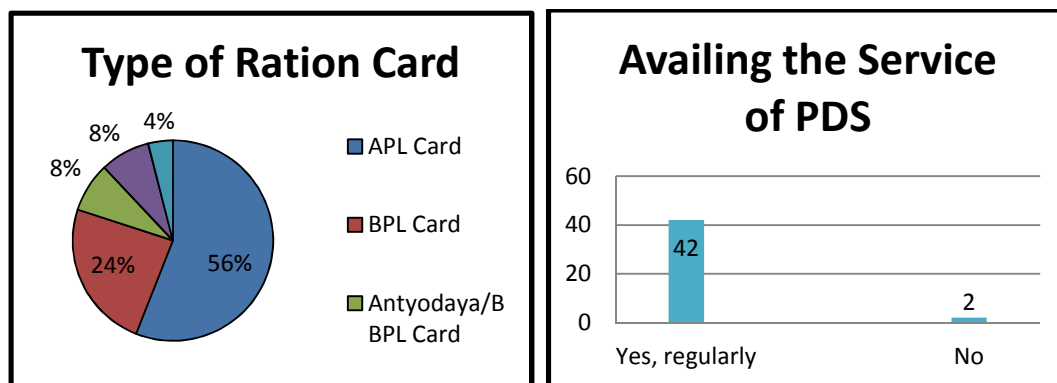 Type of Ration Card
4%
8%
8%
24%
56%
APL Card
BPL Card
Antyodaya/B
BPL Card
Availing the Service
of PDS
60
40
20
0
42
2
Yes, regularly
No